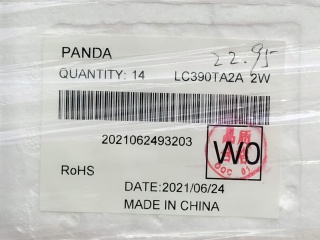 PANDA
22.95
QUANTITY: 14 LC390TA2A 2W
2021062493203
W0
RoHS
DATE:2021/06/24
MADE IN CHINA